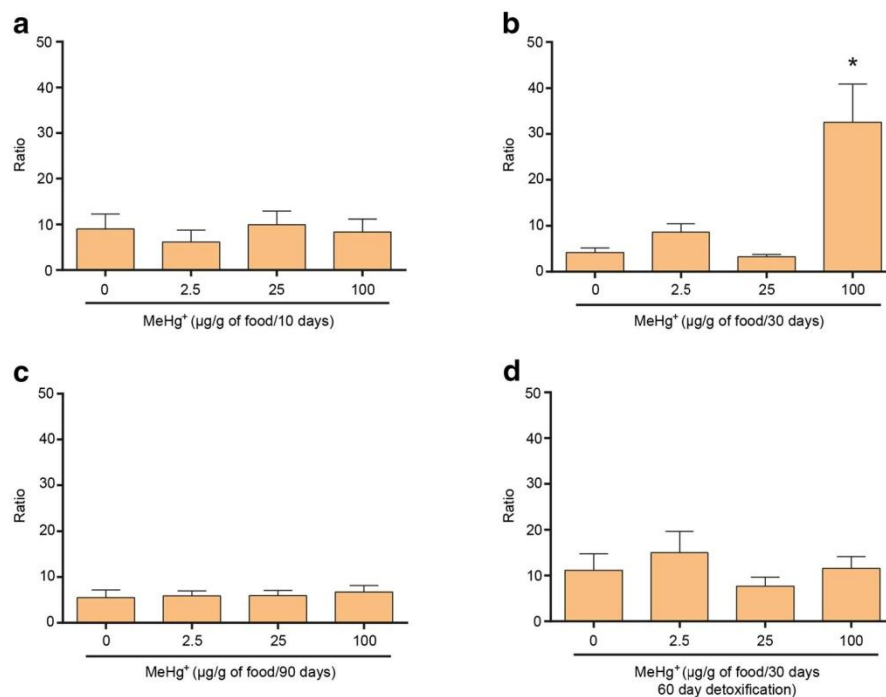 a
50
40
30
20
10
0
Ratio
0 2.5 25 100
MeHg⁺ (µg/g of food/10 days)
b
50
40
30
20
10
0
Ratio
*
0 2.5 25 100
MeHg⁺ (µg/g of food/30 days)
c
50
40
30
20
10
0
Ratio
0 2.5 25 100
MeHg⁺ (µg/g of food/90 days)
d
50
40
30
20
10
0
Ratio
0 2.5 25 100
MeHg⁺ (µg/g of food/30 days
60 day detoxification)